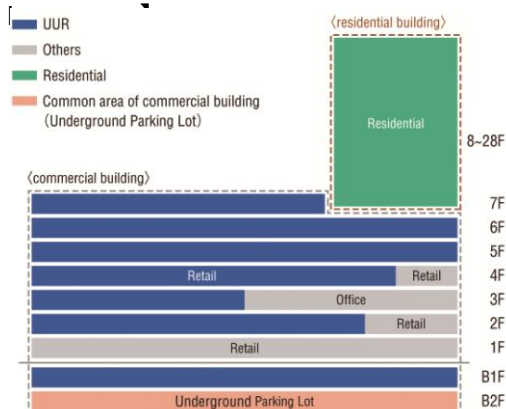 UUR
Others
Residential
Common area of commercial building
(Underground Parking Lot)
〈residential building〉
Residential
8~28F
〈commercial building〉
7F
6F
5F
Retail Retail 4F
Office 3F
Retail 2F
Retail 1F
B1F
Underground Parking Lot B2F